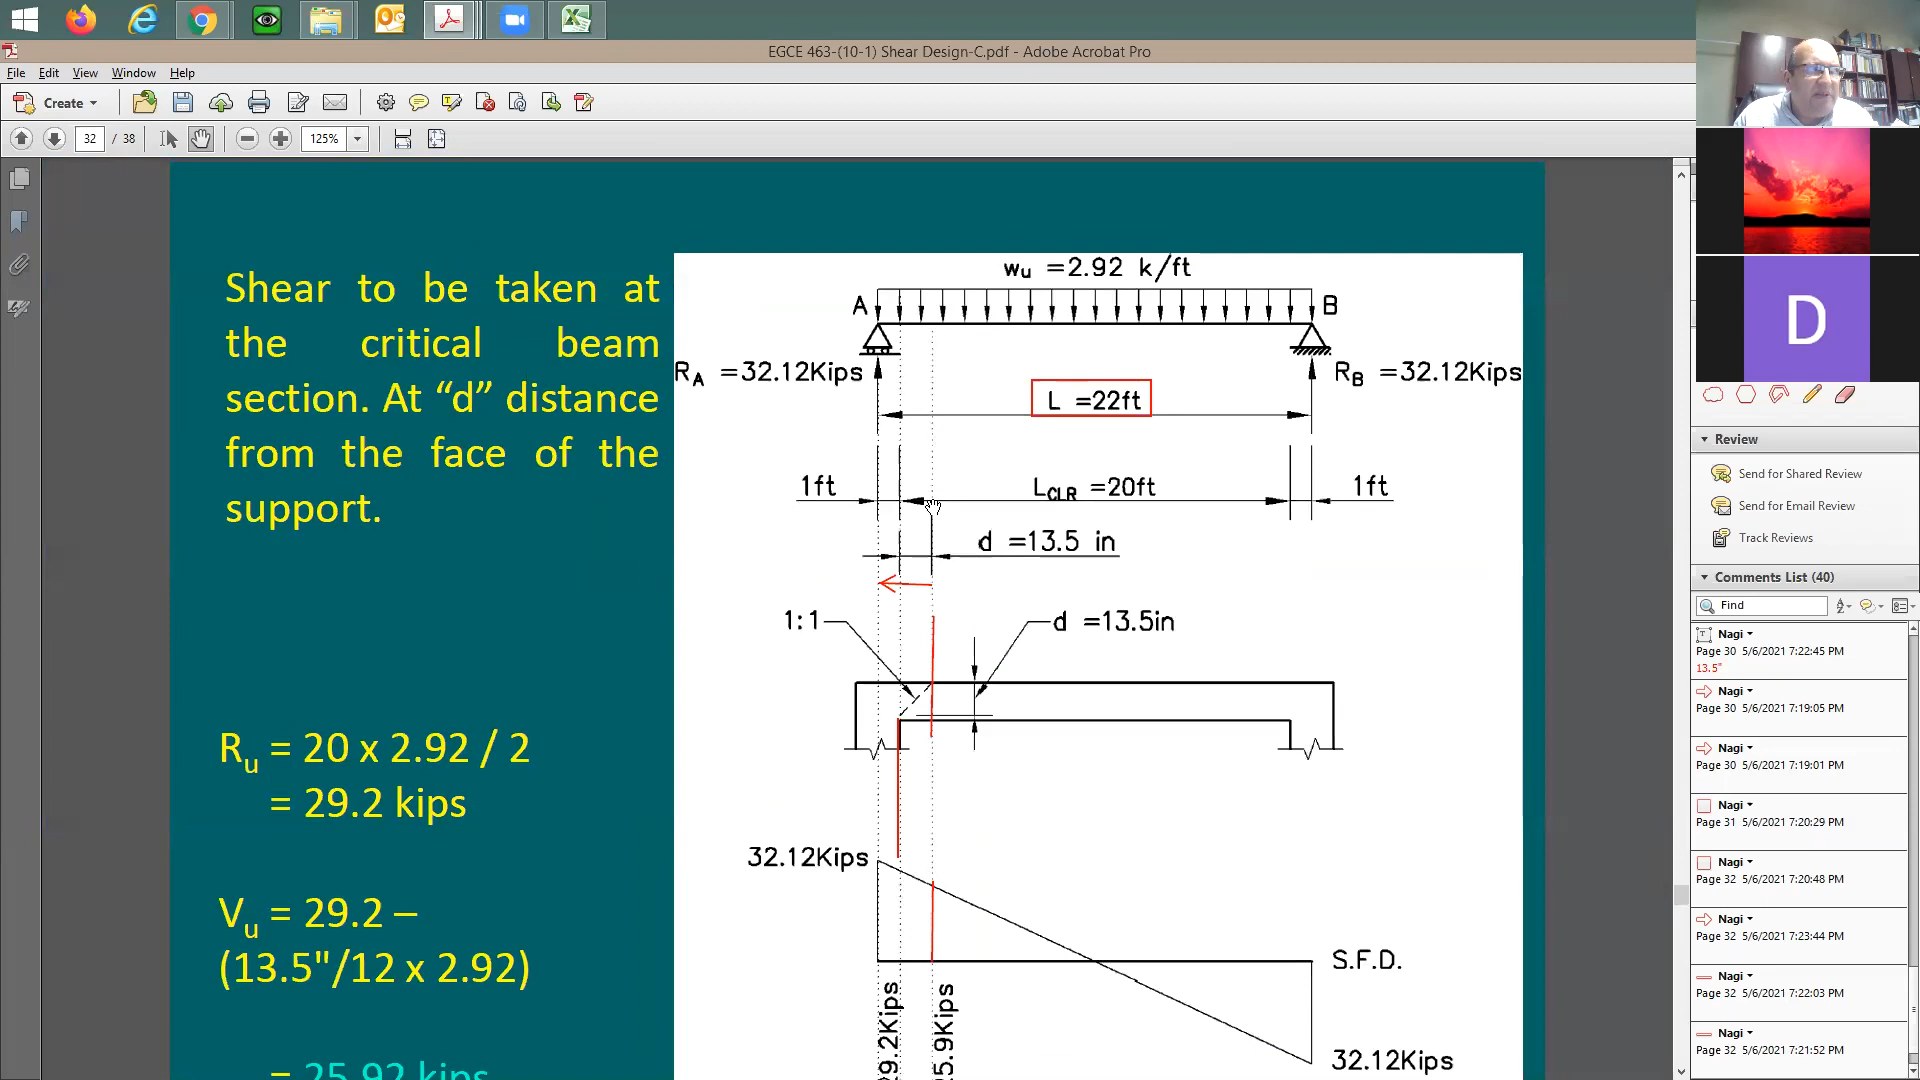 EGCE 463-(10-1) Shear Design-C.pdf - Adobe Acrobat Pro
File Edit View Window Help
Create
32 / 38 125%
Shear to be taken at
the critical beam
section. At “d” distance
from the face of the
support.
Ru = 20 x 2.92 / 2
= 29.2 kips
Vu = 29.2 –
(13.5"/12 x 2.92)
= 25.92 kips
wu =2.92 k/ft
A
B
RA =32.12Kips
RB =32.12Kips
L =22ft
1ft
LCLR =20ft
1ft
d =13.5 in
1:1
d =13.5in
32.12Kips
S.F.D.
32.12Kips
D
Review
Send for Shared Review
Send for Email Review
Track Reviews
Comments List (40)
Find
Nagi
Page 30 5/6/2021 7:22:45 PM
13.5"
Nagi
Page 30 5/6/2021 7:19:05 PM
Nagi
Page 30 5/6/2021 7:19:01 PM
Nagi
Page 31 5/6/2021 7:20:29 PM
Nagi
Page 32 5/6/2021 7:20:48 PM
Nagi
Page 32 5/6/2021 7:23:44 PM
Nagi
Page 32 5/6/2021 7:22:03 PM
Nagi
Page 32 5/6/2021 7:21:52 PM